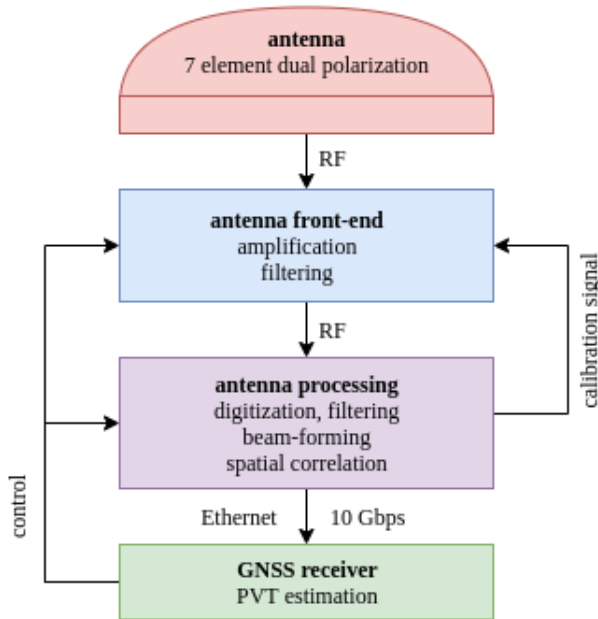 antenna
7 element dual polarization
RF
antenna front-end
amplification
filtering
calibration signal
RF
antenna processing
digitization, filtering
beam-forming
spatial correlation
control
Ethernet 10 Gbps
GNSS receiver
PVT estimation